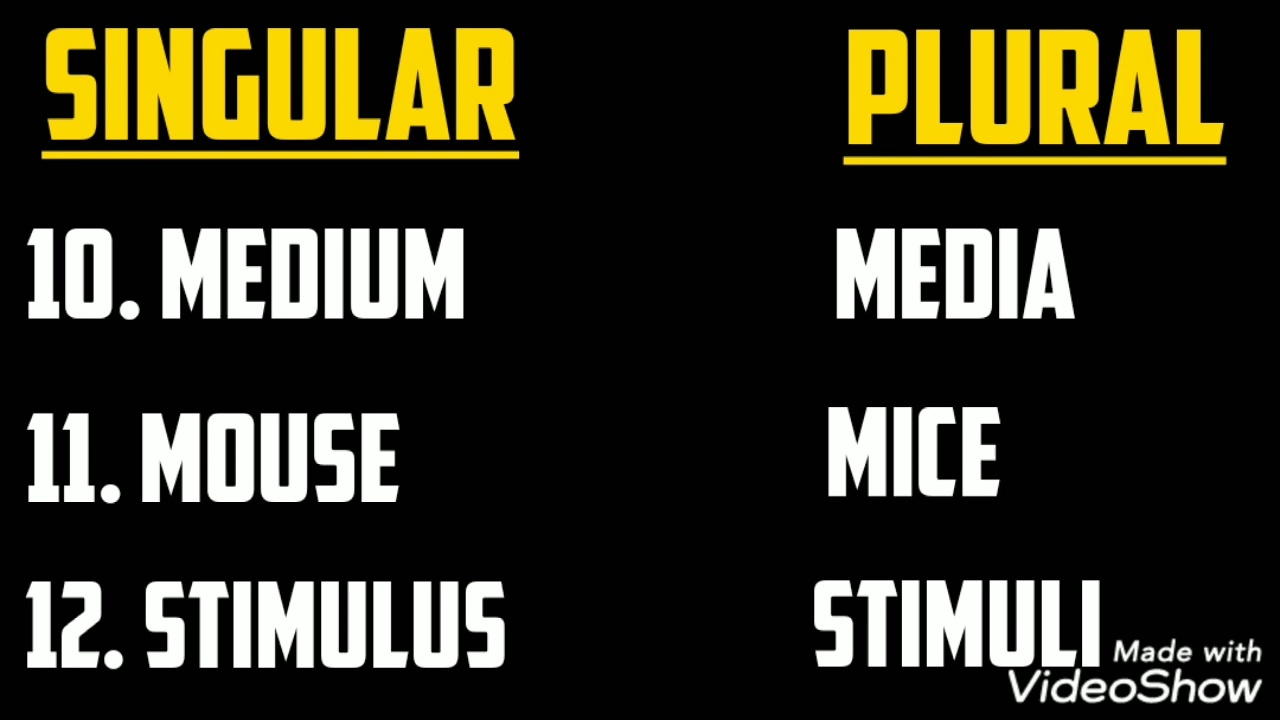 SINGULAR PLURAL
10. MEDIUM MEDIA
11. MOUSE MICE
12. STIMULUS STIMULI
Made with
VideoShow